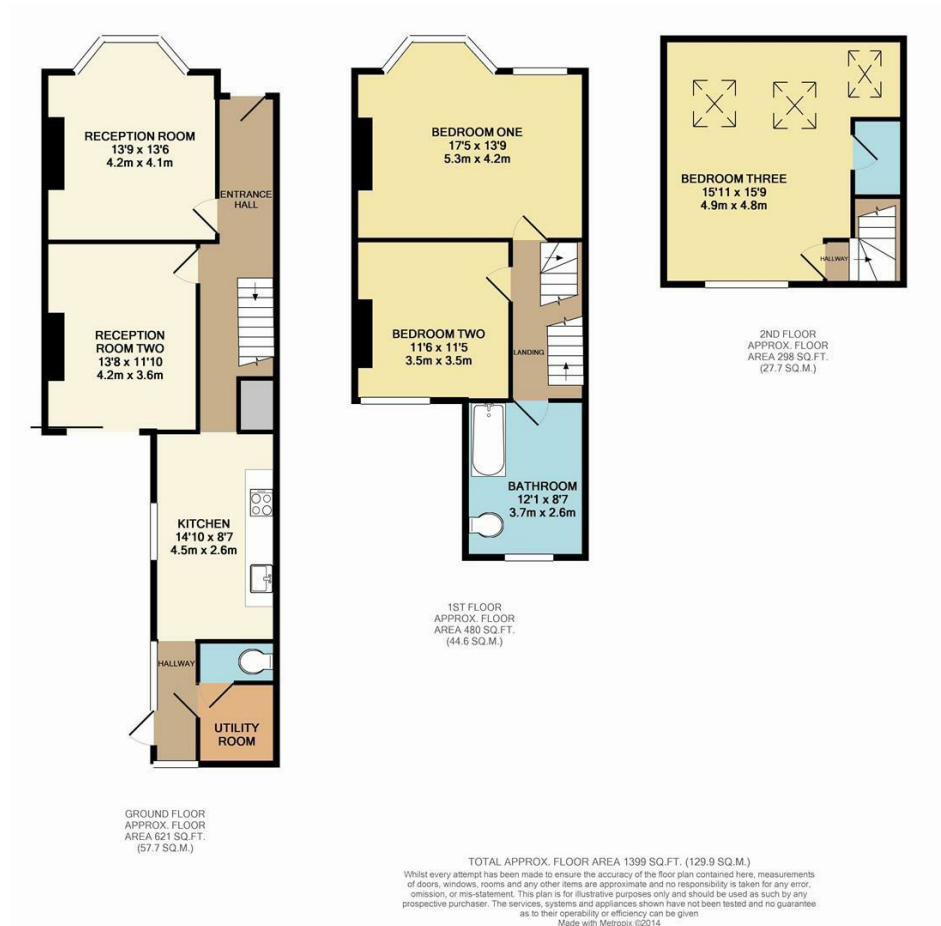 RECEPTION ROOM
13'9 x 13'6
4.2m x 4.1m
ENTRANCE
HALL
RECEPTION
ROOM TWO
13'8 x 11'10
4.2m x 3.6m
KITCHEN
14'10 x 8'7
4.5m x 2.6m
HALLWAY
UTILITY
ROOM
GROUND FLOOR
APPROX. FLOOR
AREA 621 SQ.FT.
(57.7 SQ.M.)
BEDROOM ONE
17'5 x 13'9
5.3m x 4.2m
BEDROOM TWO
11'6 x 11'5
3.5m x 3.5m
LANDING
BATHROOM
12'1 x 8'7
3.7m x 2.6m
1ST FLOOR
APPROX. FLOOR
AREA 480 SQ.FT.
(44.6 SQ.M.)
BEDROOM THREE
15'11 x 15'9
4.9m x 4.8m
HALLWAY
2ND FLOOR
APPROX. FLOOR
AREA 298 SQ.FT.
(27.7 SQ.M.)
TOTAL APPROX. FLOOR AREA 1399 SQ.FT. (129.9 SQ.M.)
Whilst every attempt has been made to ensure the accuracy of the floor plan contained here, measurements
of doors, windows, rooms and any other items are approximate and no responsibility is taken for any error,
omission, or mis-statement. This plan is for illustrative purposes only and should be used as such by any
prospective purchaser. The services, systems and appliances shown have not been tested and no guarantee
as to their operability or efficiency can be given
Made with Metropix ©2014